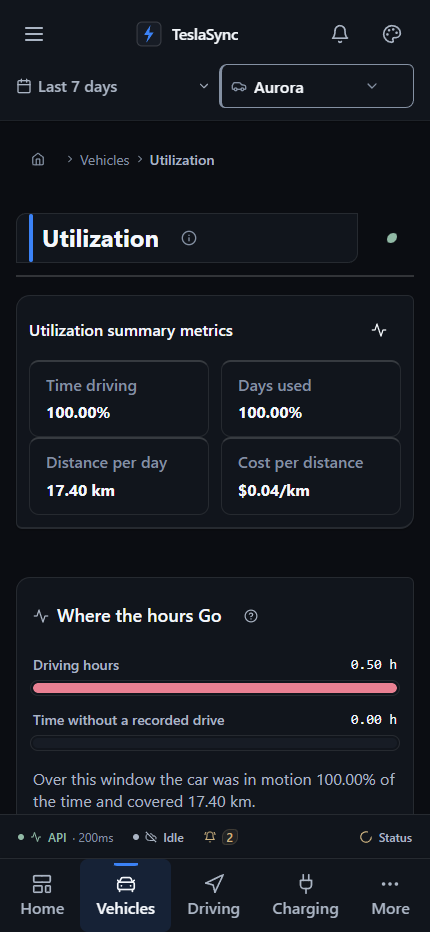 TeslaSync
Last 7 days
Aurora
Vehicles
Utilization
Utilization
Utilization summary metrics
Time driving
100.00%
Days used
100.00%
Distance per day
17.40 km
Cost per distance
$0.04/km
Where the hours Go
Driving hours
0.50 h
Time without a recorded drive
0.00 h
Over this window the car was in motion 100.00% of
the time and covered 17.40 km.
API · 200ms
Idle
2
Status
Home
Vehicles
Driving
Charging
More